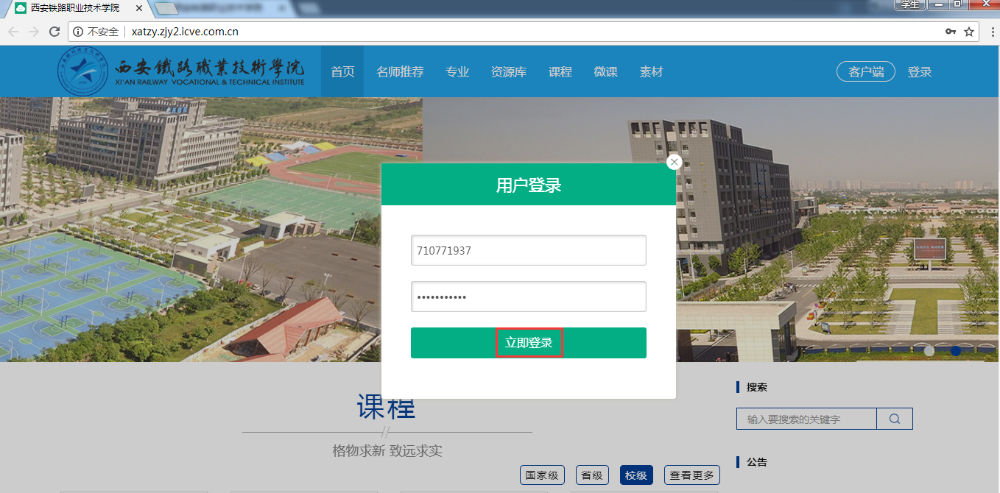 西安铁路职业技术学院
学生
不安全 xatzy.zjy2.icve.com.cn
西安鐵路職業技術學院
XI'AN RAILWAY VOCATIONAL & TECHNICAL INSTITUTE
首页 名师推荐 专业 资源库 课程 微课 素材 客户端 登录
用户登录
710771937
•••••••••••
立即登录
课程
格物求新 致远求实
国家级 省级 校级 查看更多
搜索
输入要搜索的关键字
公告